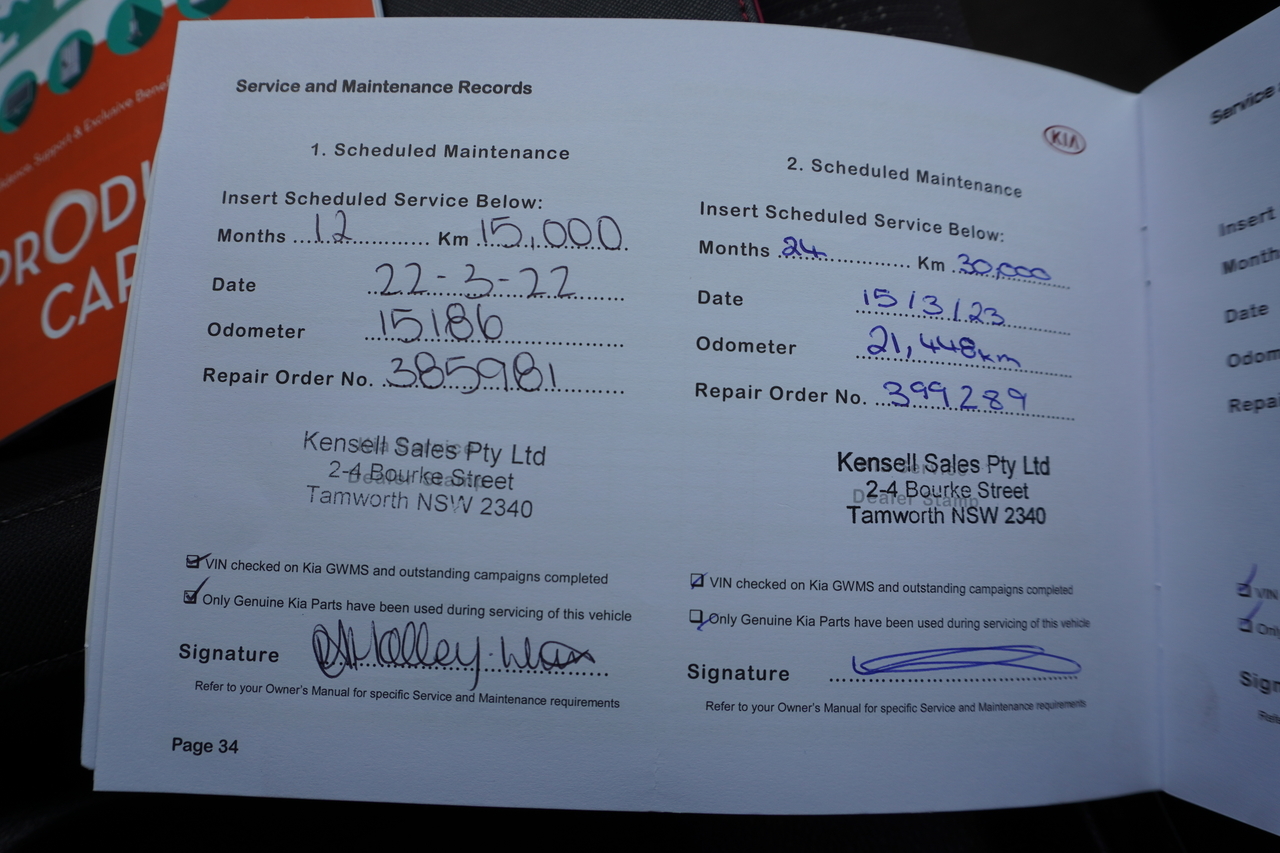 Service and Maintenance Records
KIA
1. Scheduled Maintenance
Insert Scheduled Service Below:
Months 12 Km 15,000
Date 22-3-22
Odometer 15186
Repair Order No. 385981
Kensell Sales Pty Ltd
2-4 Bourke Street
Dealer Stamp
Tamworth NSW 2340
VIN checked on Kia GWMS and outstanding campaigns completed
Only Genuine Kia Parts have been used during servicing of this vehicle
Signature
Refer to your Owner's Manual for specific Service and Maintenance requirements
Page 34
2. Scheduled Maintenance
Insert Scheduled Service Below:
Months 24 Km 30,000
Date 15/3/23
Odometer 21,448km
Repair Order No. 399289
Kensell Sales Pty Ltd
2-4 Bourke Street
Dealer Stamp
Tamworth NSW 2340
VIN checked on Kia GWMS and outstanding campaigns completed
Only Genuine Kia Parts have been used during servicing of this vehicle
Signature
Refer to your Owner's Manual for specific Service and Maintenance requirements
Service
Insert
Date
VIN
Support & Exclusive